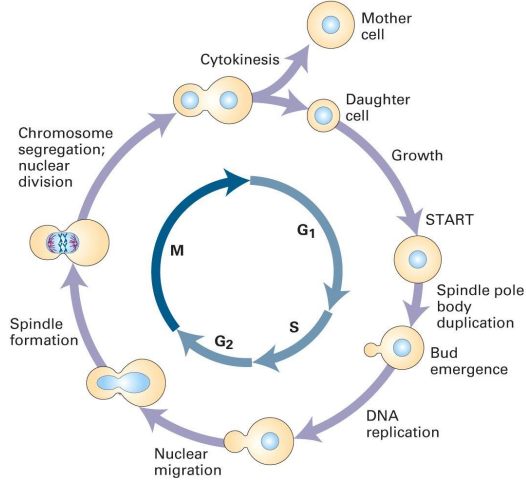 Mother
cell
Cytokinesis
Daughter
cell
Growth
START
Spindle pole
body
duplication
Bud
emergence
DNA
replication
Nuclear
migration
Spindle
formation
Chromosome
segregation;
nuclear
division
M
G₁
S
G₂